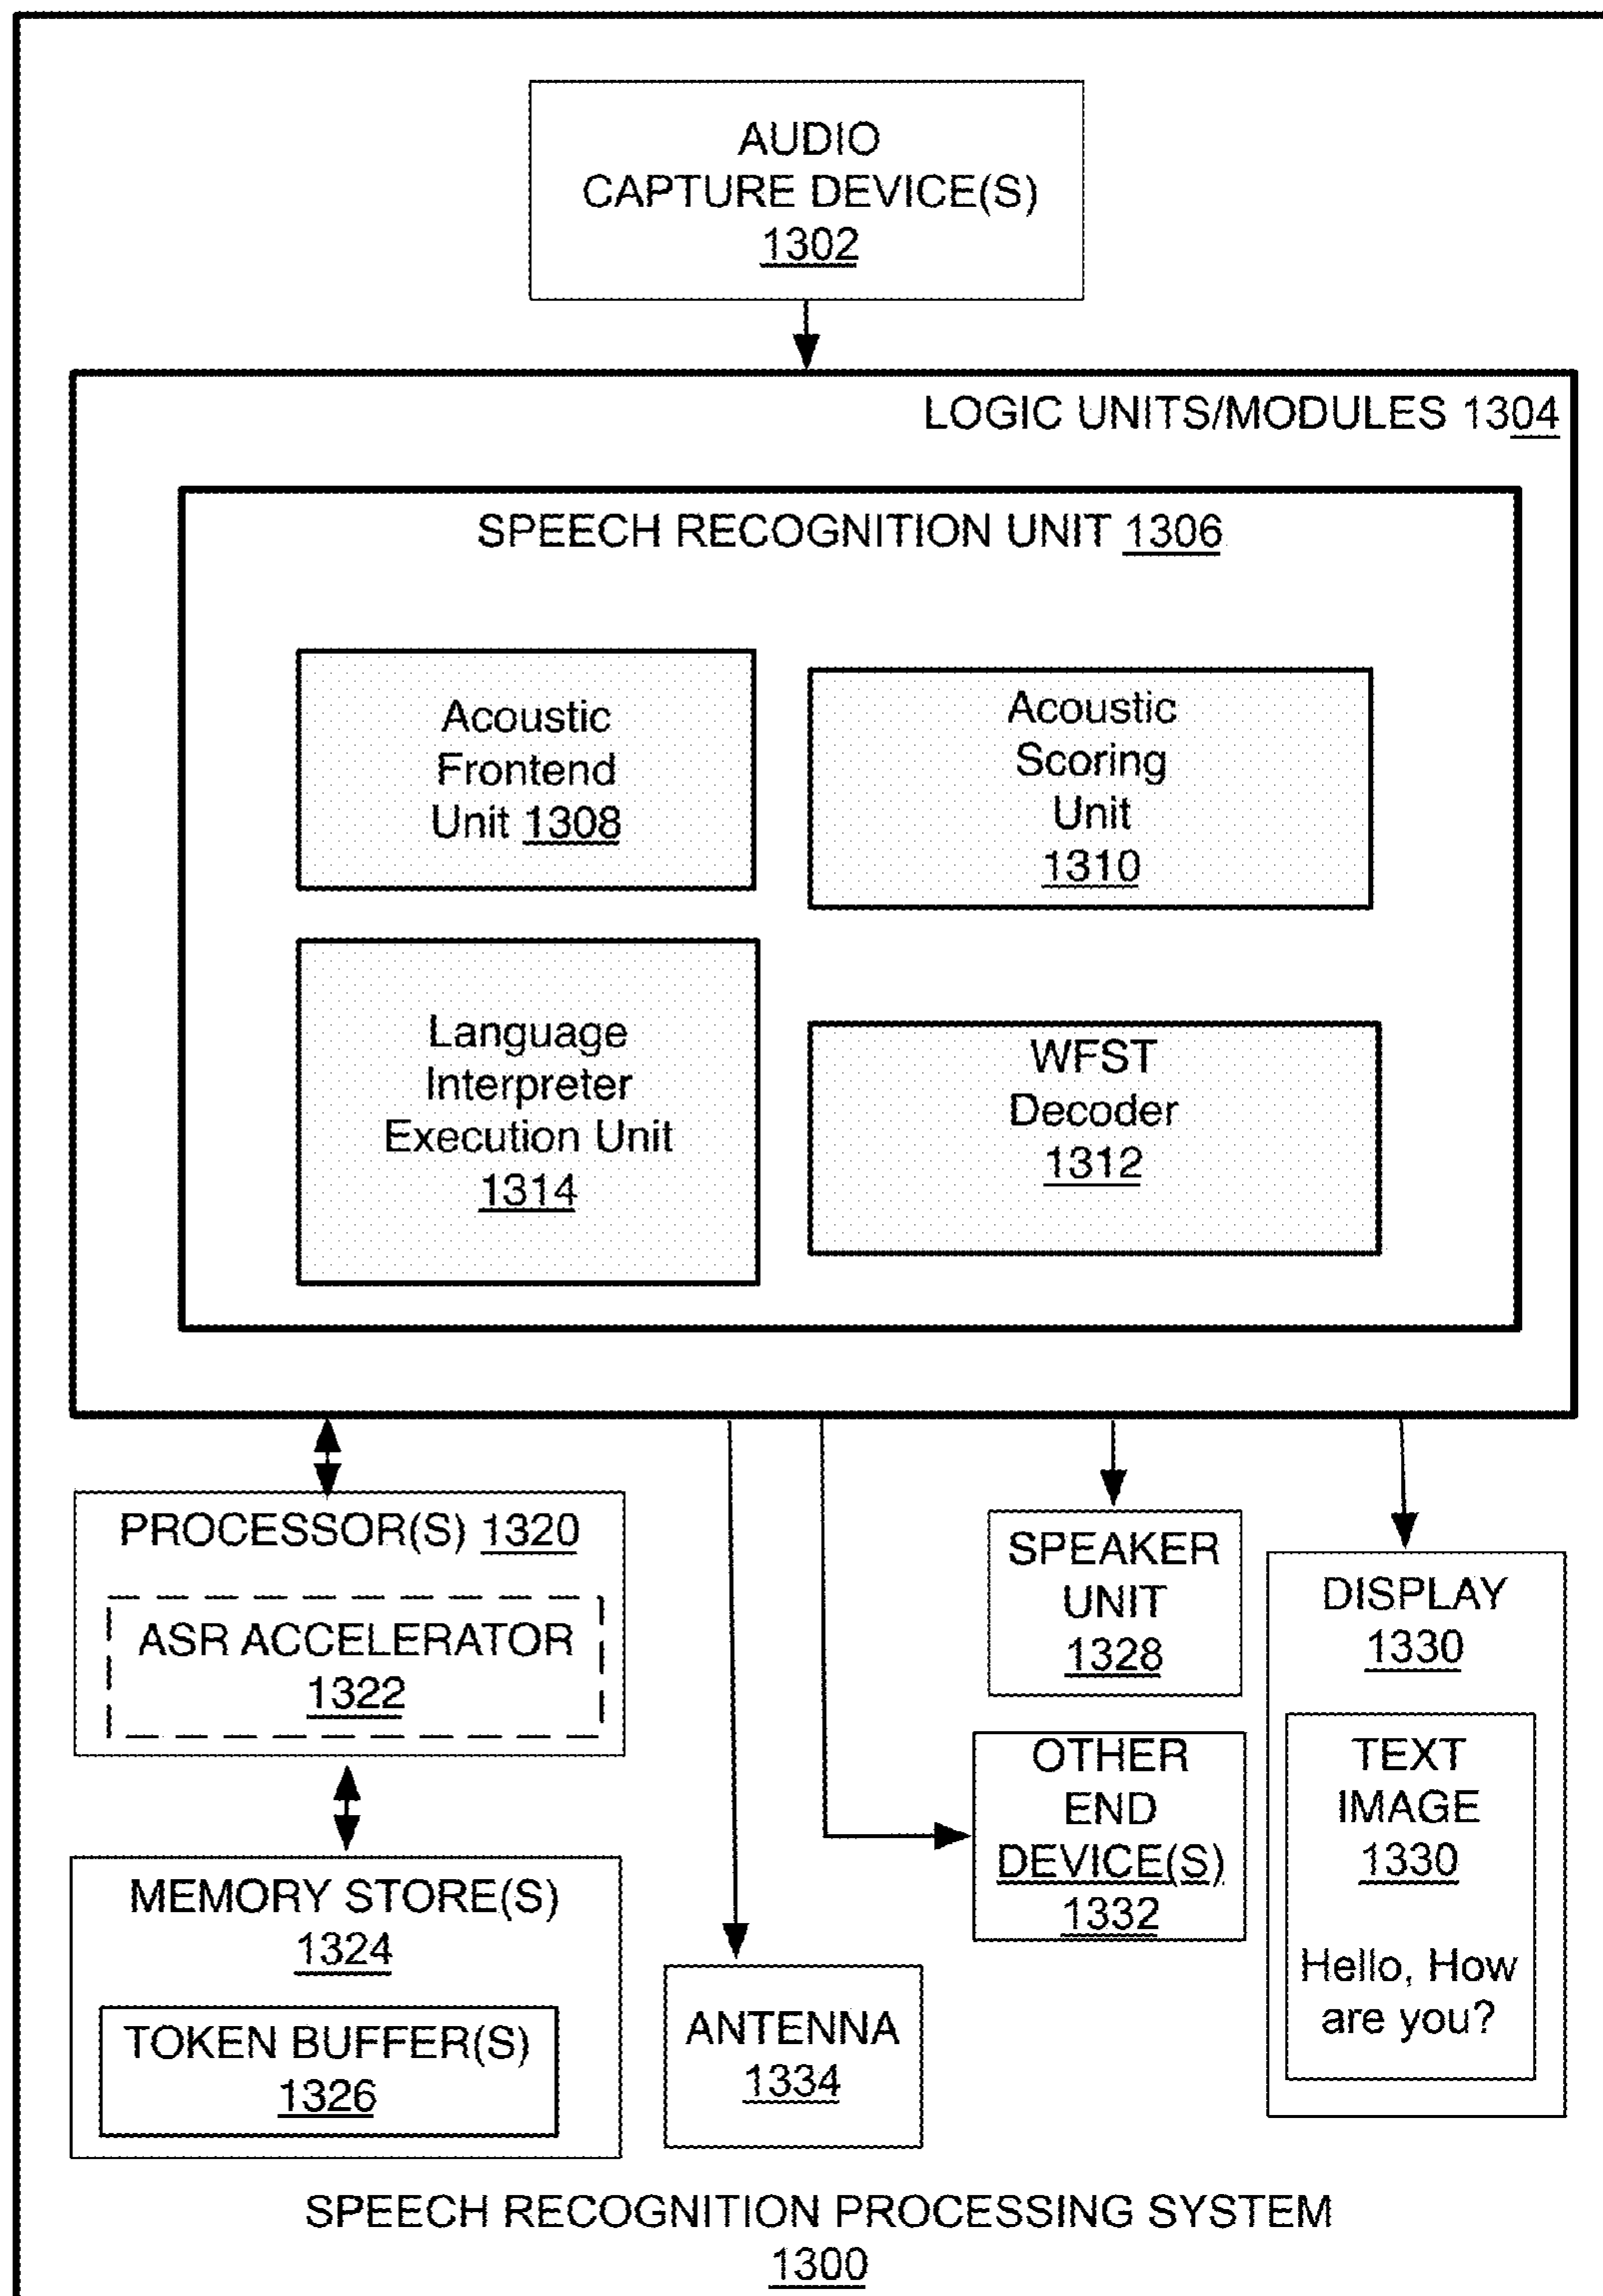 AUDIO
CAPTURE DEVICE(S)
1302
LOGIC UNITS/MODULES 1304
SPEECH RECOGNITION UNIT 1306
Acoustic
Frontend
Unit 1308
Acoustic
Scoring
Unit
1310
Language
Interpreter
Execution Unit
1314
WFST
Decoder
1312
PROCESSOR(S) 1320
ASR ACCELERATOR
1322
MEMORY STORE(S)
1324
TOKEN BUFFER(S)
1326
ANTENNA
1334
SPEAKER
UNIT
1328
OTHER
END
DEVICE(S)
1332
DISPLAY
1330
TEXT
IMAGE
1330
Hello, How
are you?
SPEECH RECOGNITION PROCESSING SYSTEM
1300